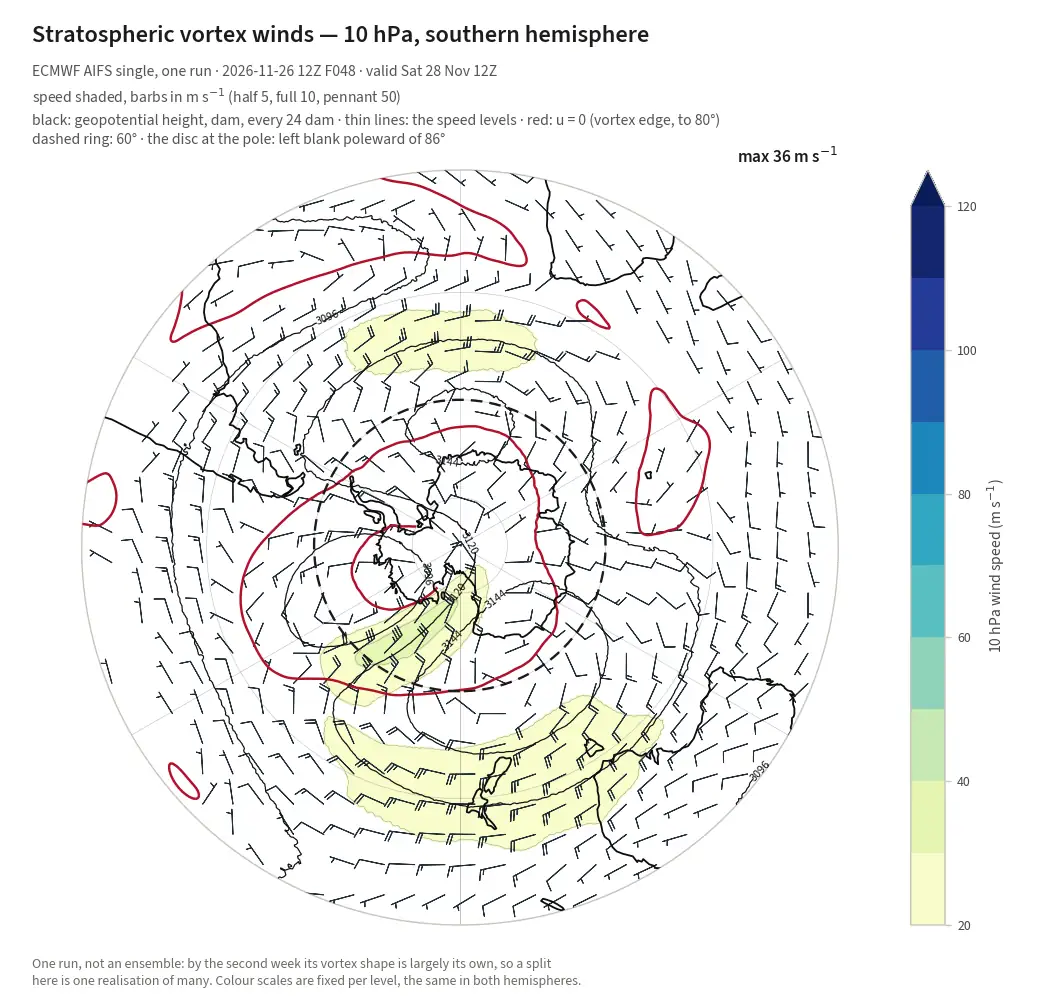 Stratospheric vortex winds — 10 hPa, southern hemisphere
ECMWF AIFS single, one run · 2026-11-26 12Z F048 · valid Sat 28 Nov 12Z
speed shaded, barbs in m s⁻¹ (half 5, full 10, pennant 50)
black: geopotential height, dam, every 24 dam · thin lines: the speed levels · red: u = 0 (vortex edge, to 80°)
dashed ring: 60° · the disc at the pole: left blank poleward of 86°
max 36 m s⁻¹
120
100
80
60
40
20
10 hPa wind speed (m s⁻¹)
3096
3144
3120
3096
3120
3144
3144
3096
One run, not an ensemble: by the second week its vortex shape is largely its own, so a split
here is one realisation of many. Colour scales are fixed per level, the same in both hemispheres.